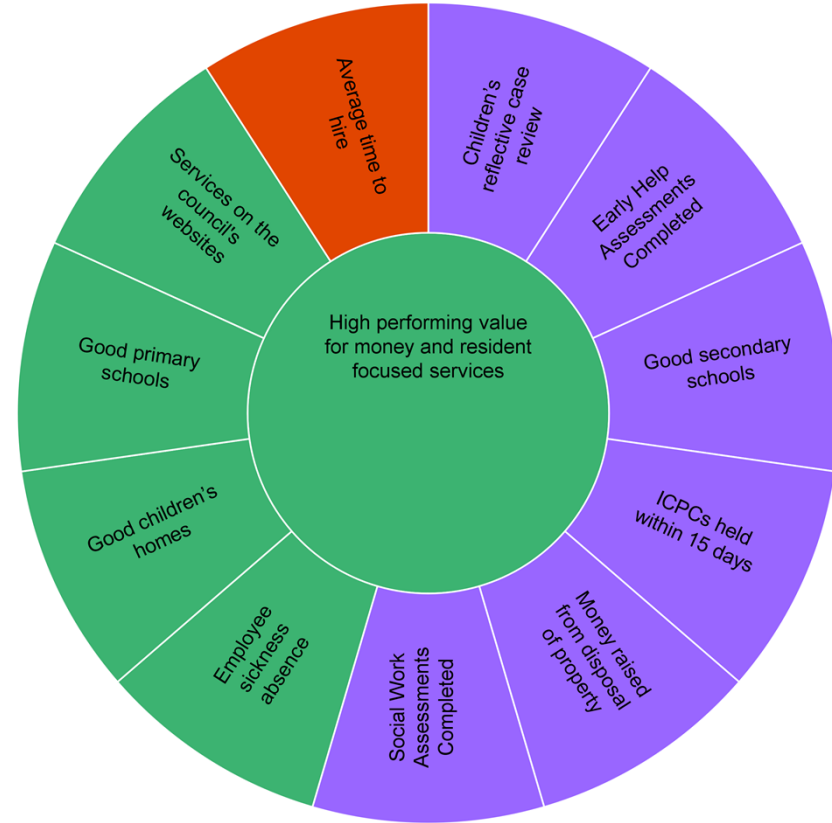 High performing value
for money and resident
focused services
Children's
reflective case
review
Early Help
Assessments
Completed
Good secondary
schools
ICPCs held
within 15 days
Money raised
from disposal
of property
Social Work
Assessments
Completed
Employee
sickness
absence
Good children's
homes
Good primary
schools
Services on the
council's
websites
Average time to
hire